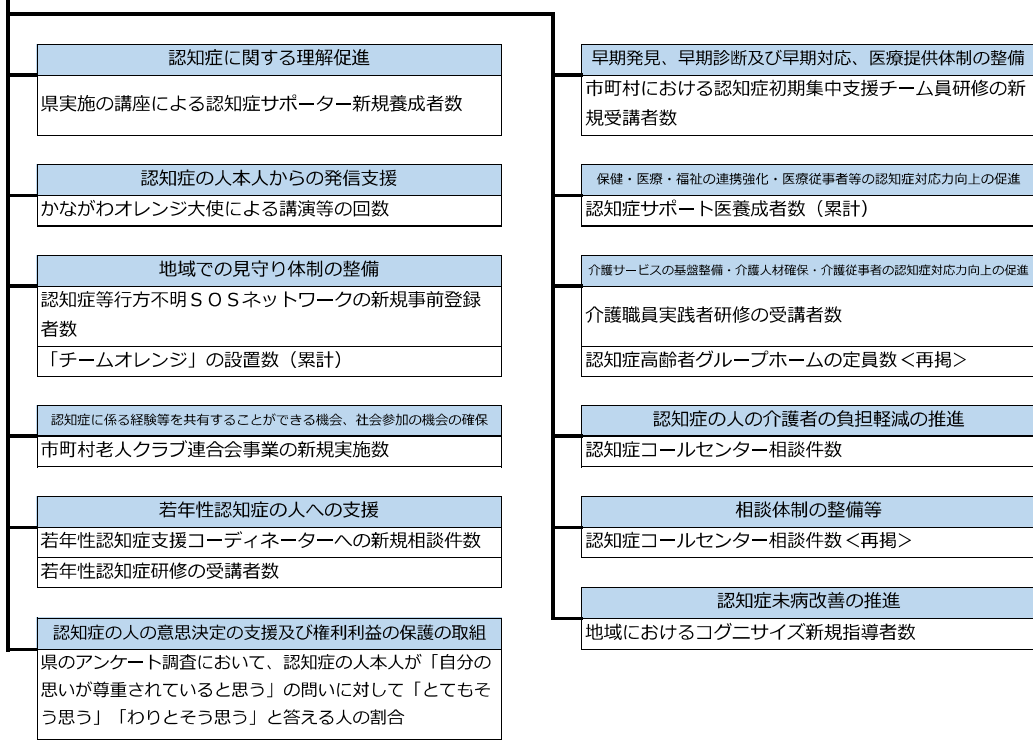 認知症に関する理解促進
県実施の講座による認知症サポーター新規養成者数
認知症の人本人からの発信支援
かながわオレンジ大使による講演等の回数
地域での見守り体制の整備
認知症等行方不明ＳＯＳネットワークの新規事前登録
者数
「チームオレンジ」の設置数（累計）
認知症に係る経験等を共有することができる機会、社会参加の機会の確保
市町村老人クラブ連合会事業の新規実施数
若年性認知症の人への支援
若年性認知症支援コーディネーターへの新規相談件数
若年性認知症研修の受講者数
認知症の人の意思決定の支援及び権利利益の保護の取組
県のアンケート調査において、認知症の人本人が「自分の
思いが尊重されていると思う」の問いに対して「とてもそ
う思う」「わりとそう思う」と答える人の割合
早期発見、早期診断及び早期対応、医療提供体制の整備
市町村における認知症初期集中支援チーム員研修の新
規受講者数
保健・医療・福祉の連携強化・医療従事者等の認知症対応力向上の促進
認知症サポート医養成者数（累計）
介護サービスの基盤整備・介護人材確保・介護従事者の認知症対応力向上の促進
介護職員実践者研修の受講者数
認知症高齢者グループホームの定員数＜再掲＞
認知症の人の介護者の負担軽減の推進
認知症コールセンター相談件数
相談体制の整備等
認知症コールセンター相談件数＜再掲＞
認知症未病改善の推進
地域におけるコグニサイズ新規指導者数